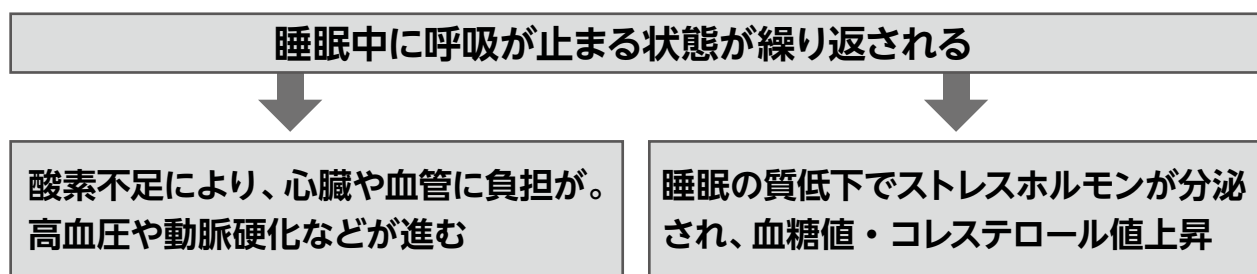 睡眠中に呼吸が止まる状態が繰り返される
酸素不足により、心臓や血管に負担が。
高血圧や動脈硬化などが進む
睡眠の質低下でストレスホルモンが分泌
され、血糖値・コレステロール値上昇